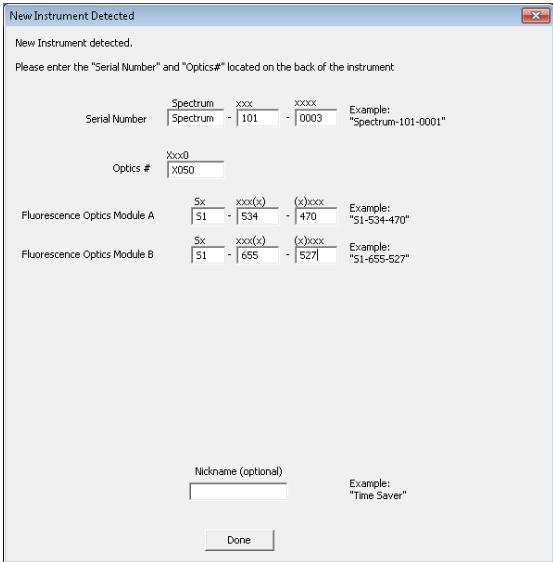 New Instrument Detected
New Instrument detected.
Please enter the "Serial Number" and "Optics#" located on the back of the instrument
Spectrum xxx xxxx
Serial Number Spectrum - 101 - 0003 Example:
"Spectrum-101-0001"
Xxx0
Optics # X050
Sx xxx(x) (x)xxx
Fluorescence Optics Module A S1 - 534 - 470 Example:
"S1-534-470"
Sx xxx(x) (x)xxx
Fluorescence Optics Module B S1 - 655 - 527 Example:
"S1-655-527"
Nickname (optional)
Example:
"Time Saver"
Done